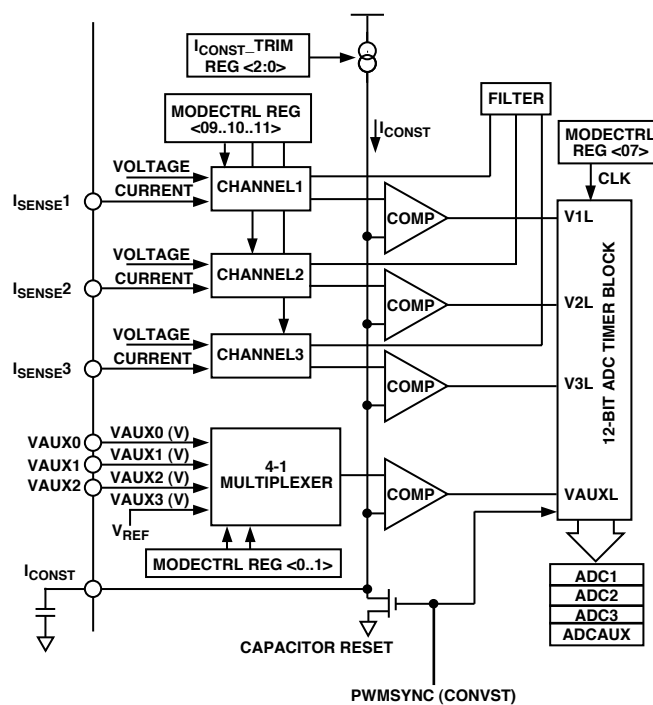 ICONST_TRIM
REG <2:0>
MODECTRL REG
<09..10..11>
FILTER
ICONST
MODECTRL
REG <07>
CLK
VOLTAGE
CURRENT
ISENSE1
CHANNEL1
COMP
V1L
VOLTAGE
CURRENT
ISENSE2
CHANNEL2
COMP
V2L
VOLTAGE
CURRENT
ISENSE3
CHANNEL3
COMP
V3L
12-BIT ADC TIMER BLOCK
VAUX0
VAUX0 (V)
VAUX1
VAUX1 (V)
VAUX2
VAUX2 (V)
VAUX3 (V)
VREF
4-1
MULTIPLEXER
COMP
VAUXL
MODECTRL REG <0..1>
ICONST
CAPACITOR RESET
PWMSYNC (CONVST)
ADC1
ADC2
ADC3
ADCAUX